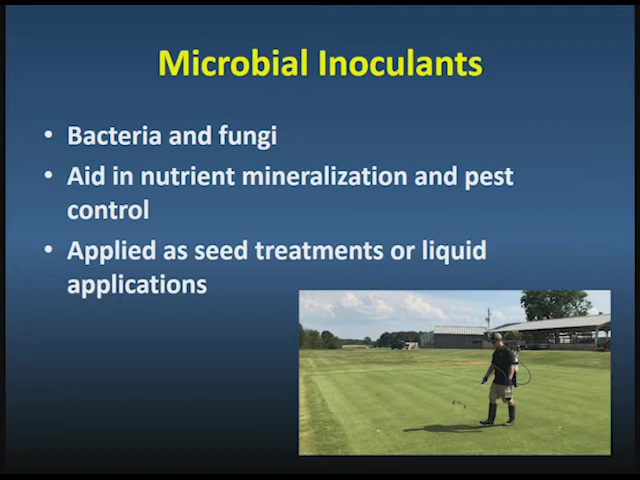 Microbial Inoculants
• Bacteria and fungi
• Aid in nutrient mineralization and pest
control
• Applied as seed treatments or liquid
applications